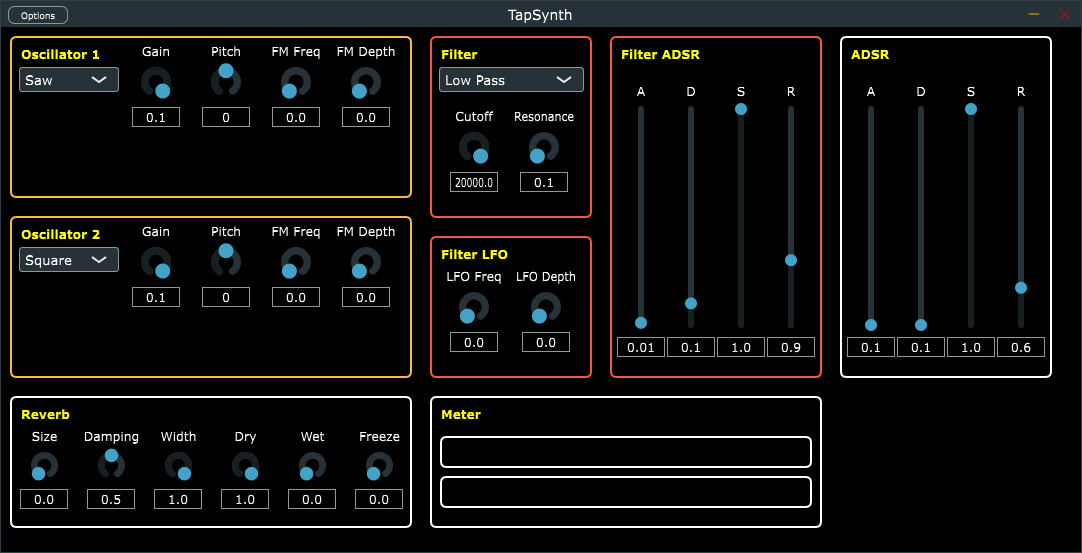 Options
TapSynth
Oscillator 1
Saw
Gain Pitch FM Freq FM Depth
0.1 0 0.0 0.0
Oscillator 2
Square
Gain Pitch FM Freq FM Depth
0.1 0 0.0 0.0
Filter
Low Pass
Cutoff Resonance
20000.0 0.1
Filter LFO
LFO Freq LFO Depth
0.0 0.0
Filter ADSR
A D S R
0.01 0.1 1.0 0.9
ADSR
A D S R
0.1 0.1 1.0 0.6
Reverb
Size Damping Width Dry Wet Freeze
0.0 0.5 1.0 1.0 0.0 0.0
Meter